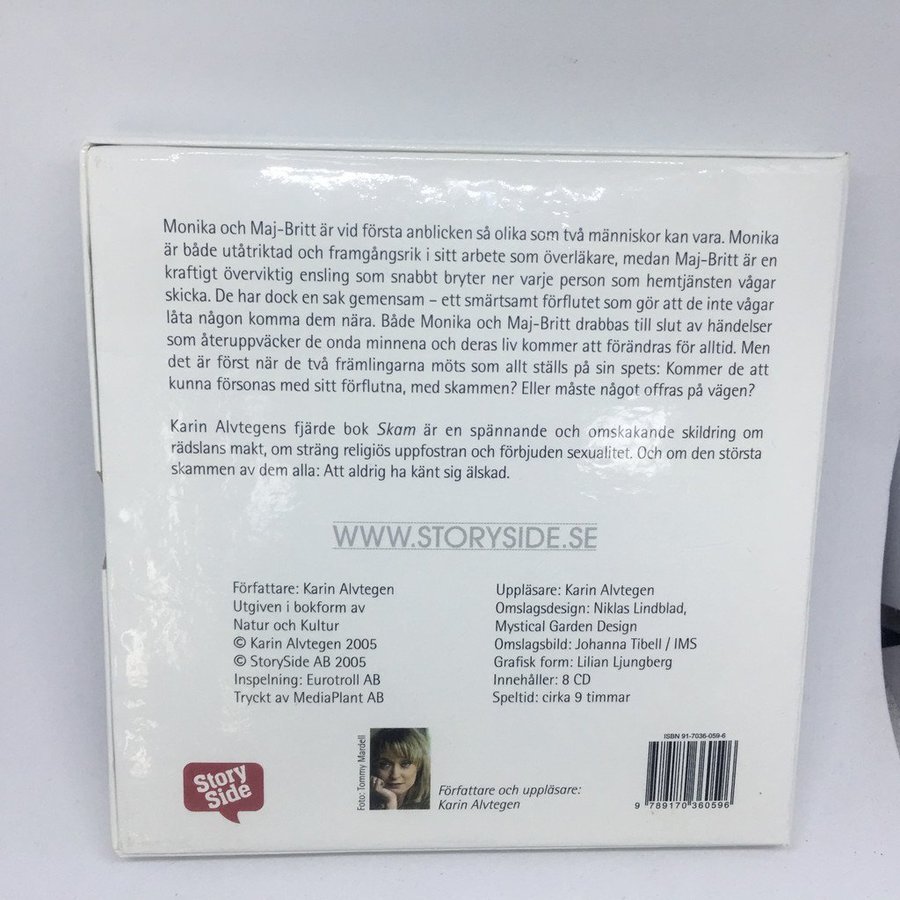 Monika och Maj-Britt är vid första anblicken så olika som två människor kan vara. Monika
är både utåtriktad och framgångsrik i sitt arbete som överläkare, medan Maj-Britt är en
kraftigt överviktig ensling som snabbt bryter ner varje person som hemtjänsten vågar
skicka. De har dock en sak gemensam – ett smärtsamt förflutet som gör att de inte vågar
låta någon komma dem nära. Både Monika och Maj-Britt drabbas till slut av händelser
som återuppväcker de onda minnena och deras liv kommer att förändras för alltid. Men
det är först när de två främlingarna möts som allt ställs på sin spets: Kommer de att
kunna försonas med sitt förflutna, med skammen? Eller måste något offras på vägen?
Karin Alvtegens fjärde bok Skam är en spännande och omskakande skildring om
rädslans makt, om sträng religiös uppfostran och förbjuden sexualitet. Och om den största
skammen av dem alla: Att aldrig ha känt sig älskad.
WWW.STORYSIDE.SE
Författare: Karin Alvtegen
Utgiven i bokform av
Natur och Kultur
© Karin Alvtegen 2005
© StorySide AB 2005
Inspelning: Eurotroll AB
Tryckt av MediaPlant AB
Uppläsare: Karin Alvtegen
Omslagsdesign: Niklas Lindblad,
Mystical Garden Design
Omslagsbild: Johanna Tibell / IMS
Grafisk form: Lilian Ljungberg
Innehåller: 8 CD
Speltid: cirka 9 timmar
Story
Side
Foto: Tommy Mardell
Författare och uppläsare:
Karin Alvtegen
ISBN 91-7036-059-6
9 789170 360596